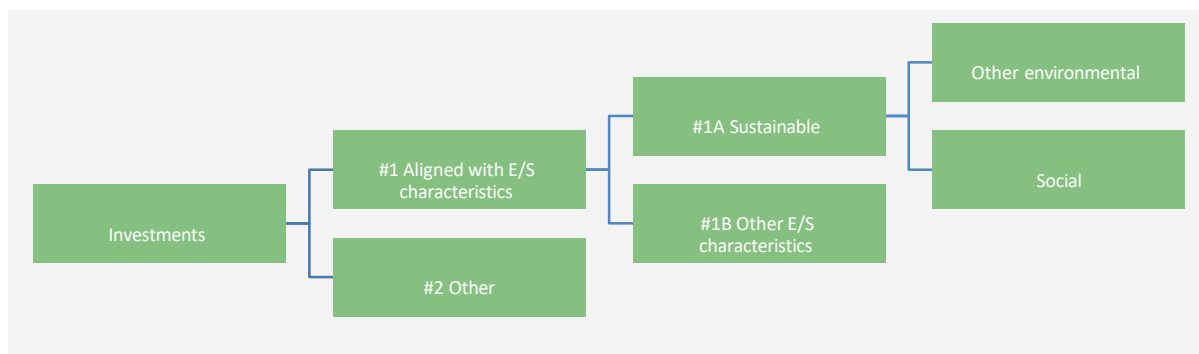 Investments
#1 Aligned with E/S
characteristics
#2 Other
#1A Sustainable
#1B Other E/S
characteristics
Other environmental
Social